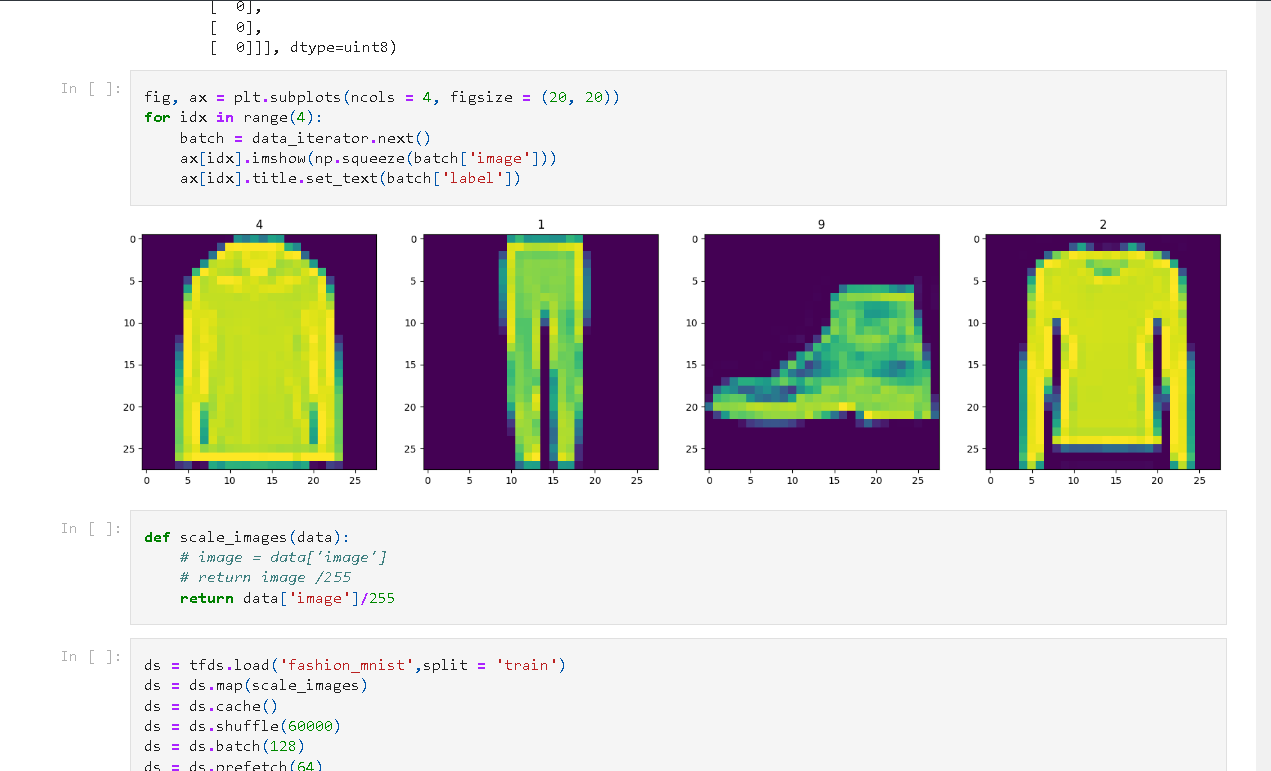 [  0],
[  0],
[  0]]], dtype=uint8)
In [ ]:
fig, ax = plt.subplots(ncols = 4, figsize = (20, 20))
for idx in range(4):
    batch = data_iterator.next()
    ax[idx].imshow(np.squeeze(batch['image']))
    ax[idx].title.set_text(batch['label'])
4 1 9 2
0 5 10 15 20 25
0 5 10 15 20 25
0 5 10 15 20 25
0 5 10 15 20 25
0 5 10 15 20 25
0 5 10 15 20 25
0 5 10 15 20 25
0 5 10 15 20 25
In [ ]:
def scale_images(data):
    # image = data['image']
    # return image /255
    return data['image']/255
In [ ]:
ds = tfds.load('fashion_mnist',split = 'train')
ds = ds.map(scale_images)
ds = ds.cache()
ds = ds.shuffle(60000)
ds = ds.batch(128)
ds = ds.prefetch(64)